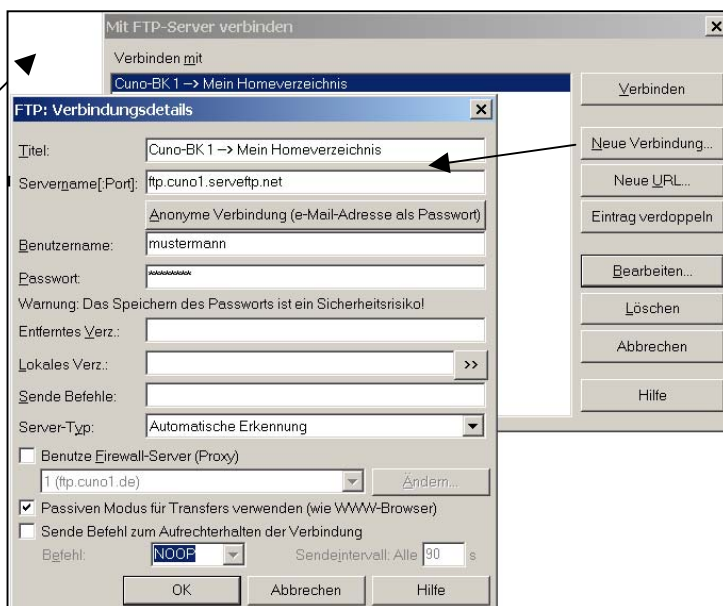 Mit FTP-Server verbinden
Verbinden mit
Cuno-BK 1 --> Mein Homeverzeichnis
Verbinden
Neue Verbindung...
Neue URL...
Eintrag verdoppeln
Bearbeiten...
Löschen
Abbrechen
Hilfe
FTP: Verbindungsdetails
Titel: Cuno-BK 1 --> Mein Homeverzeichnis
Servername[:Port]: ftp.cuno1.serveftp.net
Anonyme Verbindung (e-Mail-Adresse als Passwort)
Benutzername: mustermann
Passwort: ********
Warnung: Das Speichern des Passworts ist ein Sicherheitsrisiko!
Entferntes Verz.:
Lokales Verz.: >>
Sende Befehle:
Server-Typ: Automatische Erkennung
Benutze Firewall-Server (Proxy)
1 (ftp.cuno1.de) Ändern...
Passiven Modus für Transfers verwenden (wie WWW-Browser)
Sende Befehl zum Aufrechterhalten der Verbindung
Befehl: NOOP Sendeintervall: Alle 90 s
OK Abbrechen Hilfe